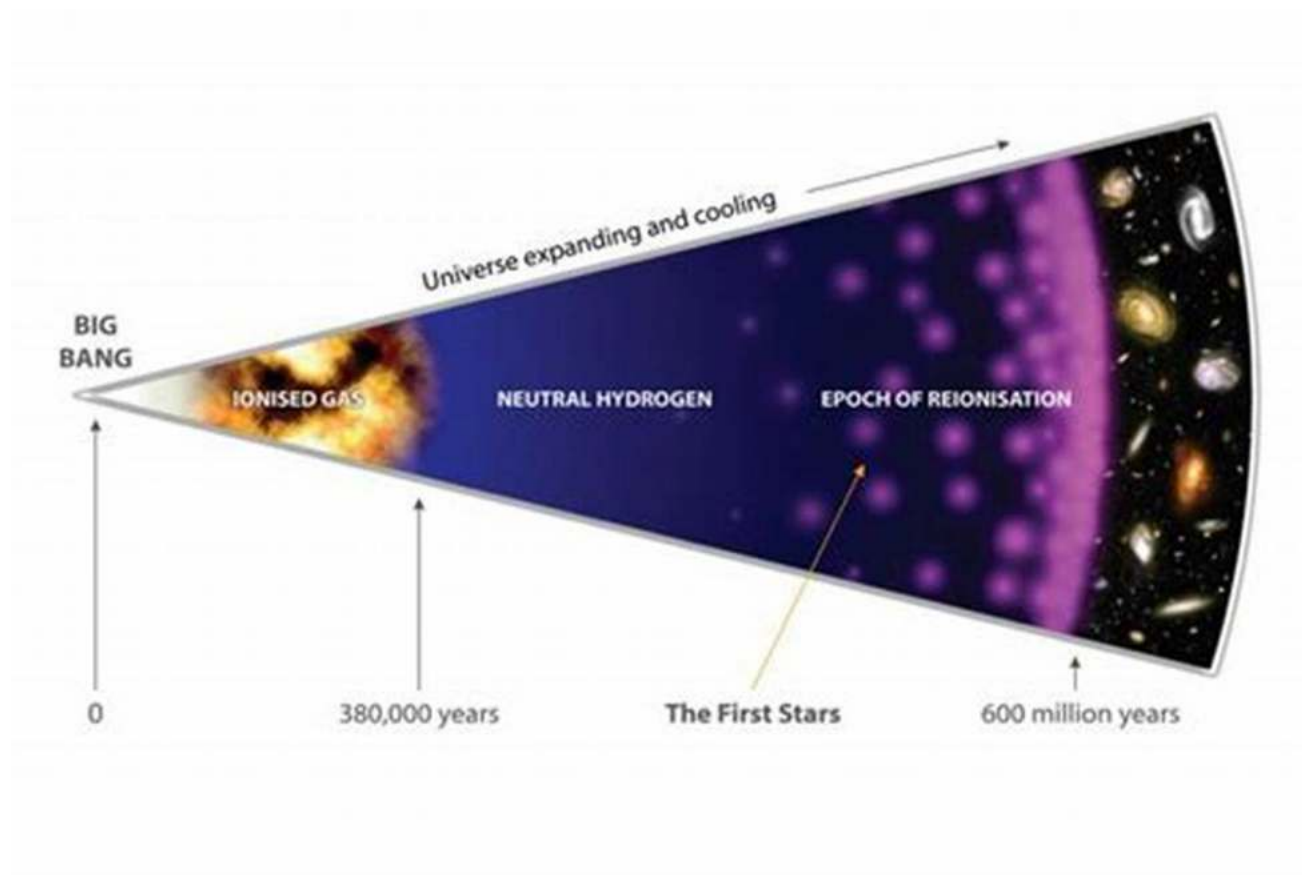 Universe expanding and cooling
BIG
BANG
IONISED GAS
NEUTRAL HYDROGEN
EPOCH OF REIONISATION
0
380,000 years
The First Stars
600 million years